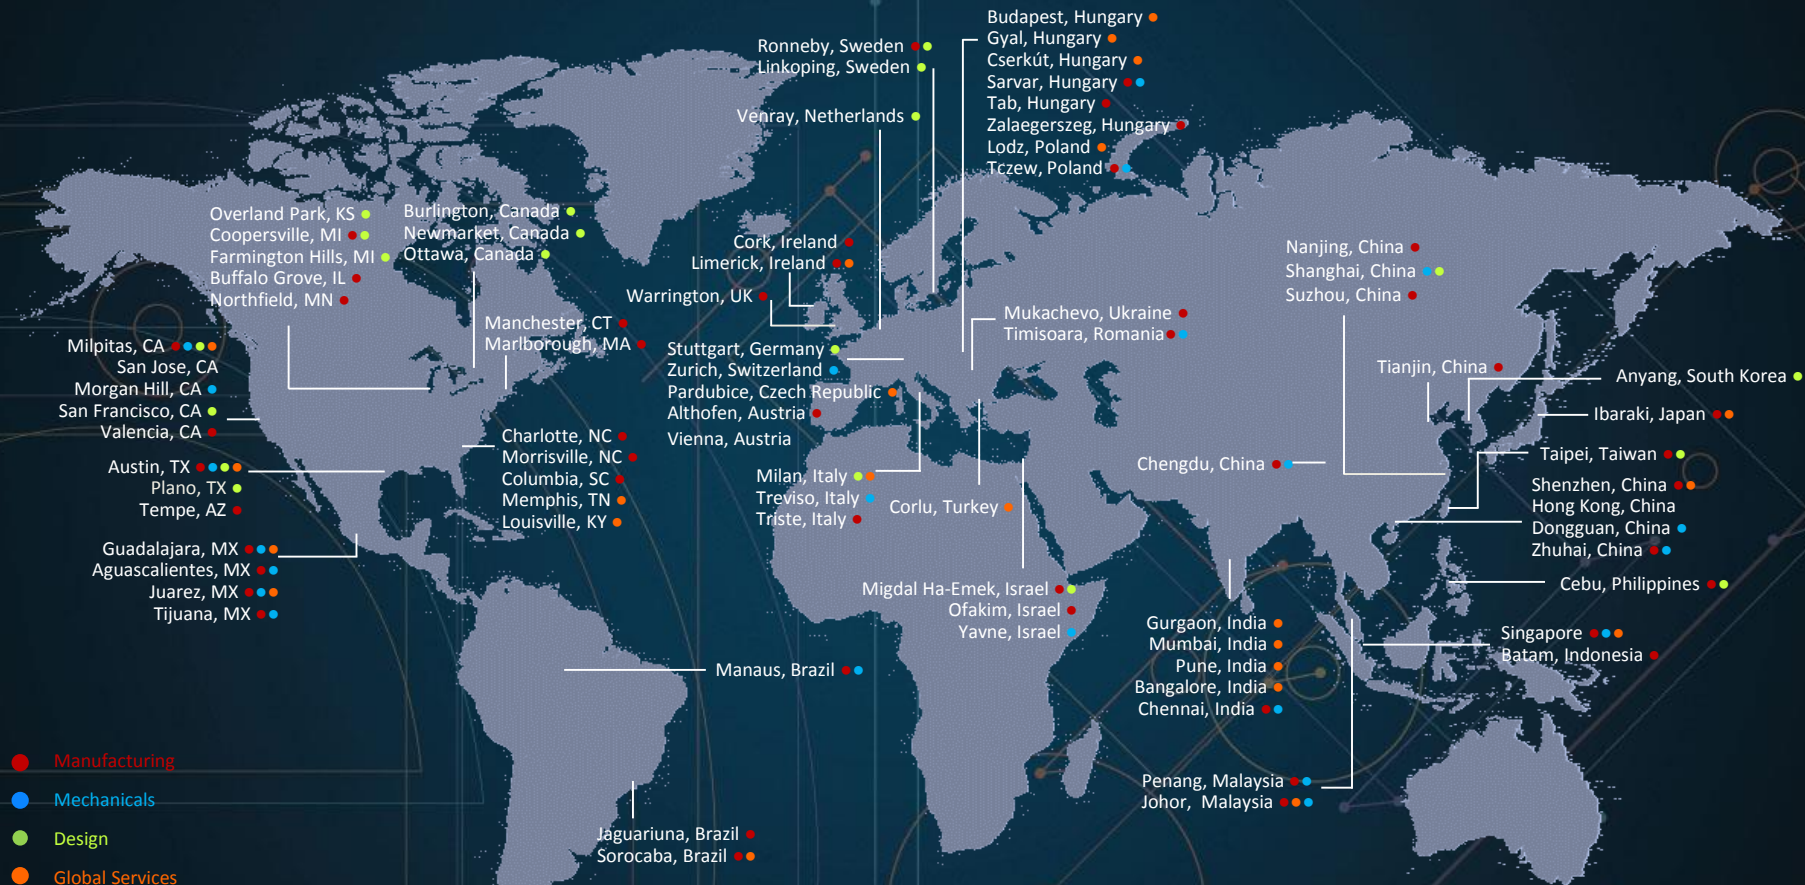 Budapest, Hungary
Gyal, Hungary
Cserkút, Hungary
Sarvar, Hungary
Tab, Hungary
Zalaegerszeg, Hungary
Lodz, Poland
Tczew, Poland
Ronneby, Sweden
Linkoping, Sweden
Venray, Netherlands
Overland Park, KS
Coopersville, MI
Farmington Hills, MI
Buffalo Grove, IL
Northfield, MN
Burlington, Canada
Newmarket, Canada
Ottawa, Canada
Cork, Ireland
Limerick, Ireland
Warrington, UK
Nanjing, China
Shanghai, China
Suzhou, China
Manchester, CT
Marlborough, MA
Mukachevo, Ukraine
Timisoara, Romania
Milpitas, CA
San Jose, CA
Morgan Hill, CA
San Francisco, CA
Valencia, CA
Stuttgart, Germany
Zurich, Switzerland
Pardubice, Czech Republic
Althofen, Austria
Vienna, Austria
Tianjin, China
Anyang, South Korea
Ibaraki, Japan
Austin, TX
Plano, TX
Tempe, AZ
Charlotte, NC
Morrisville, NC
Columbia, SC
Memphis, TN
Louisville, KY
Milan, Italy
Treviso, Italy
Triste, Italy
Corlu, Turkey
Chengdu, China
Taipei, Taiwan
Shenzhen, China
Hong Kong, China
Dongguan, China
Zhuhai, China
Guadalajara, MX
Aguascalientes, MX
Juarez, MX
Tijuana, MX
Migdal Ha-Emek, Israel
Ofakim, Israel
Yavne, Israel
Cebu, Philippines
Gurgaon, India
Mumbai, India
Pune, India
Bangalore, India
Chennai, India
Singapore
Batam, Indonesia
Manaus, Brazil
Penang, Malaysia
Johor, Malaysia
Jaguariuna, Brazil
Sorocaba, Brazil
Manufacturing
Mechanicals
Design
Global Services